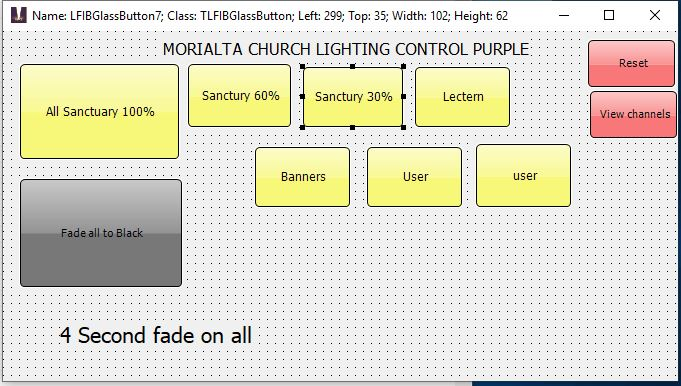 Name: LFIBGlassButton7; Class: TLFIBGlassButton; Left: 299; Top: 35; Width: 102; Height: 62
MORIALTA CHURCH LIGHTING CONTROL PURPLE
Reset
All Sanctuary 100%
Sanctury 60%
Sanctury 30%
Lectern
View channels
Banners
User
user
Fade all to Black
4 Second fade on all